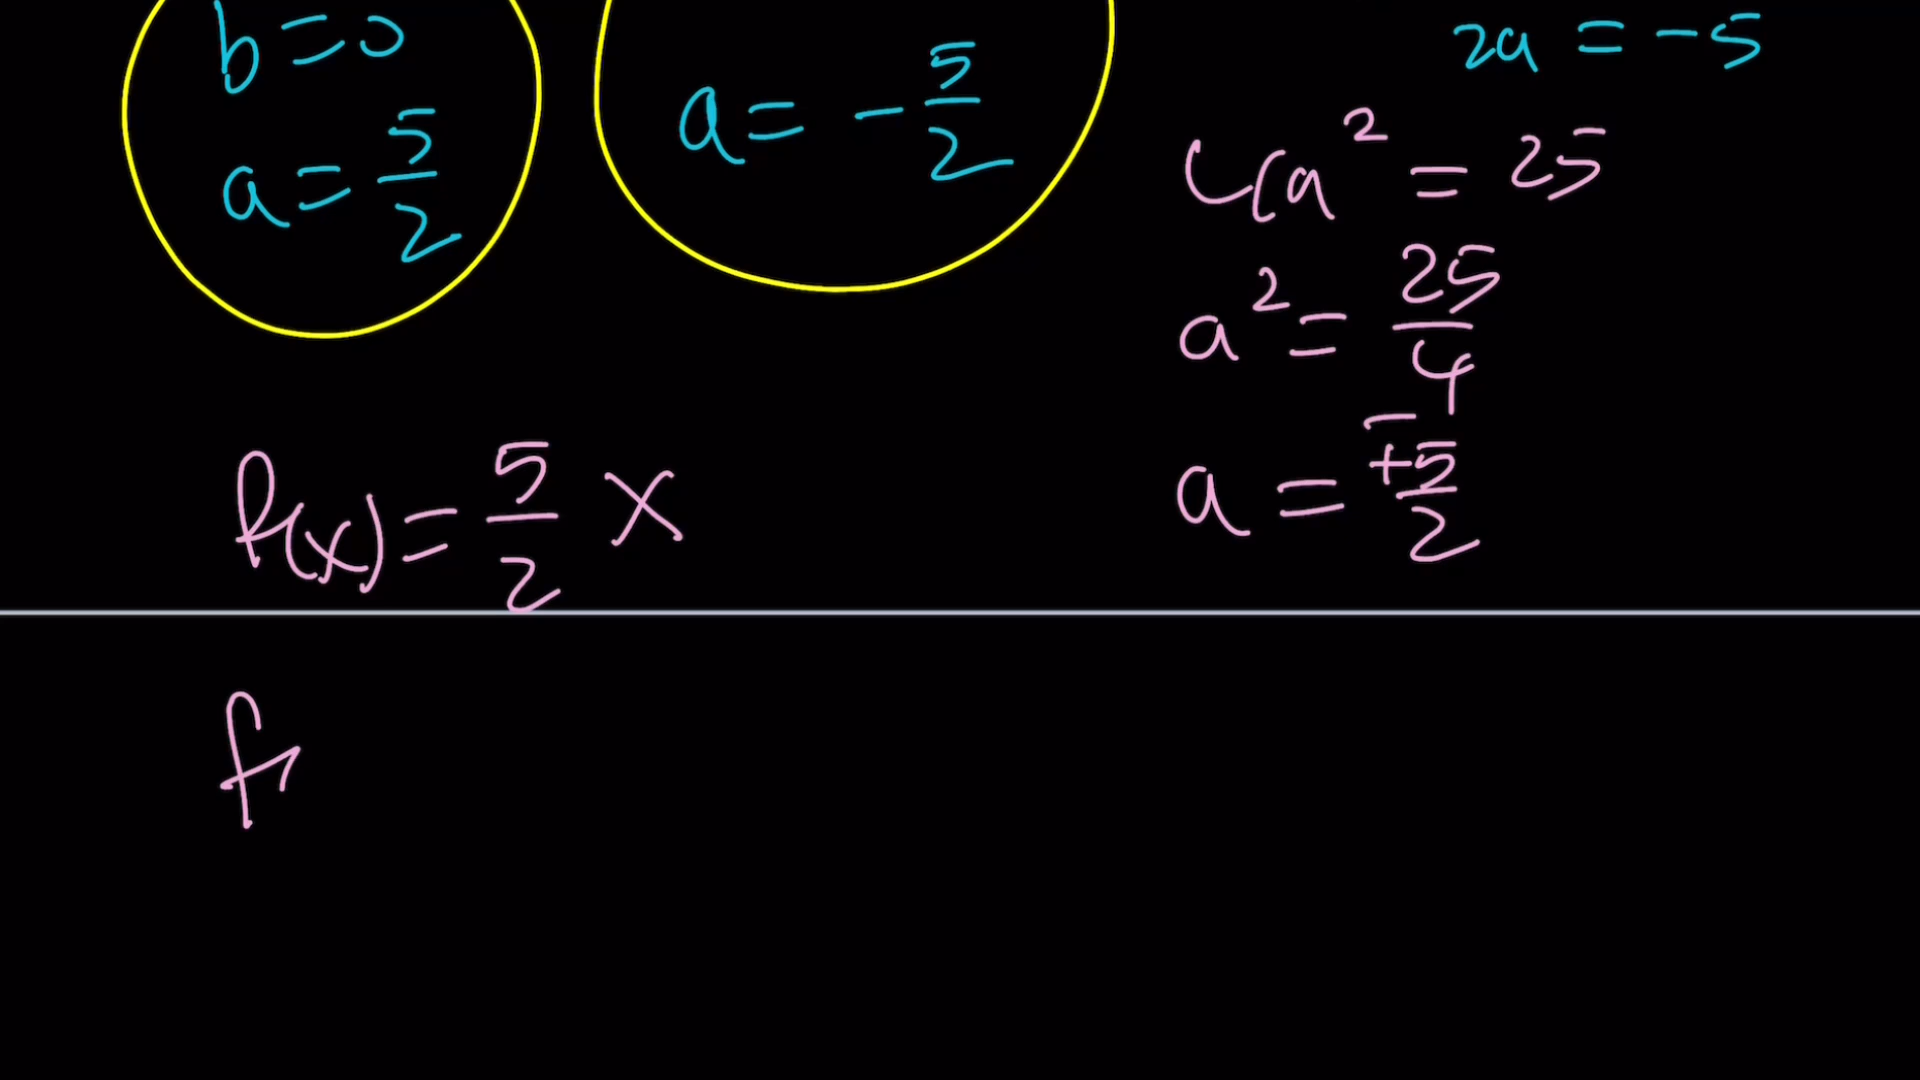 b=0
a=5/2
a=-5/2
2a=-5
4a²=25
a²=25/4
a=±5/2
f(x)=5/2 x
f